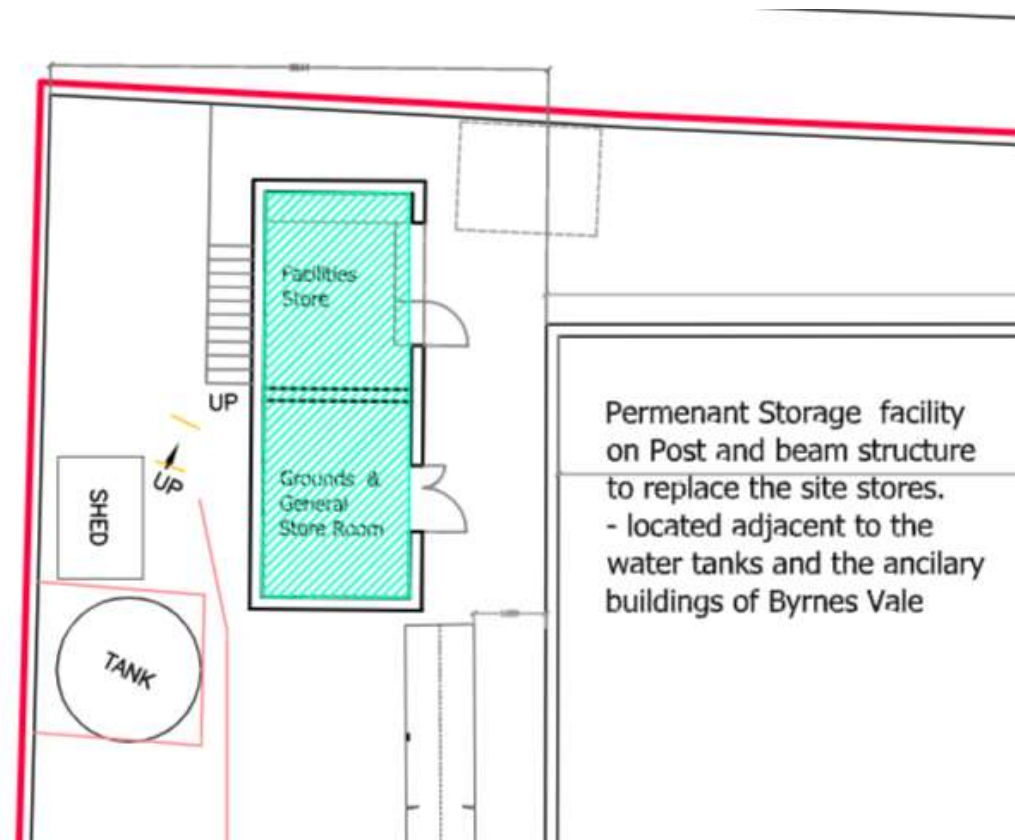 Facilities
Store
UP
UP
SHED
Grounds &
General
Store Room
TANK
Permenant Storage facility
on Post and beam structure
to replace the site stores.
- located adjacent to the
water tanks and the ancilary
buildings of Byrnes Vale